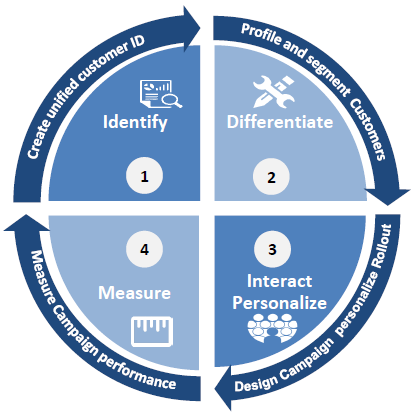 Create unified customer ID
Profile and segment Customers
Identify
Differentiate
1
2
4
3
Measure
Interact
Personalize
Measure Campaign performance
Design Campaign personalize Rollout